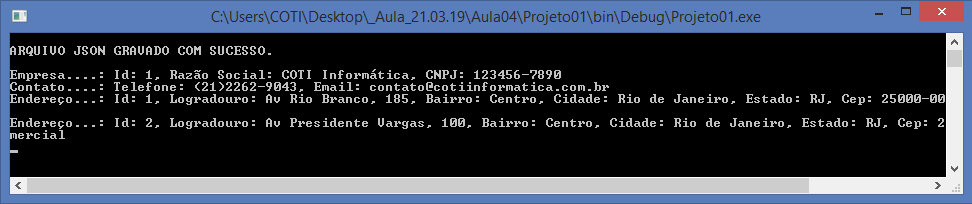 C:\Users\COTI\Desktop\_Aula_21.03.19\Aula04\Projeto01\bin\Debug\Projeto01.exe
ARQUIVO JSON GRAVADO COM SUCESSO.
Empresa....: Id: 1, Razão Social: COTI Informática, CNPJ: 123456-7890
Contato....: Telefone: (21)2262-9043, Email: contato@cotiinformatica.com.br
Endereço...: Id: 1, Logradouro: Av Rio Branco, 185, Bairro: Centro, Cidade: Rio de Janeiro, Estado: RJ, Cep: 25000-00
Endereço...: Id: 2, Logradouro: Av Presidente Vargas, 100, Bairro: Centro, Cidade: Rio de Janeiro, Estado: RJ, Cep: 2
mercial